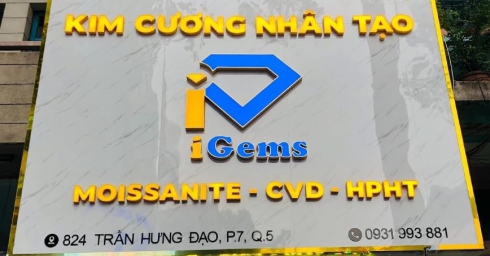 KIM CƯƠNG NHÂN TẠO
iGems
MOISSANITE - CVD - HPHT
824 TRẦN HƯNG ĐẠO, P.7, Q.5
0931 993 881